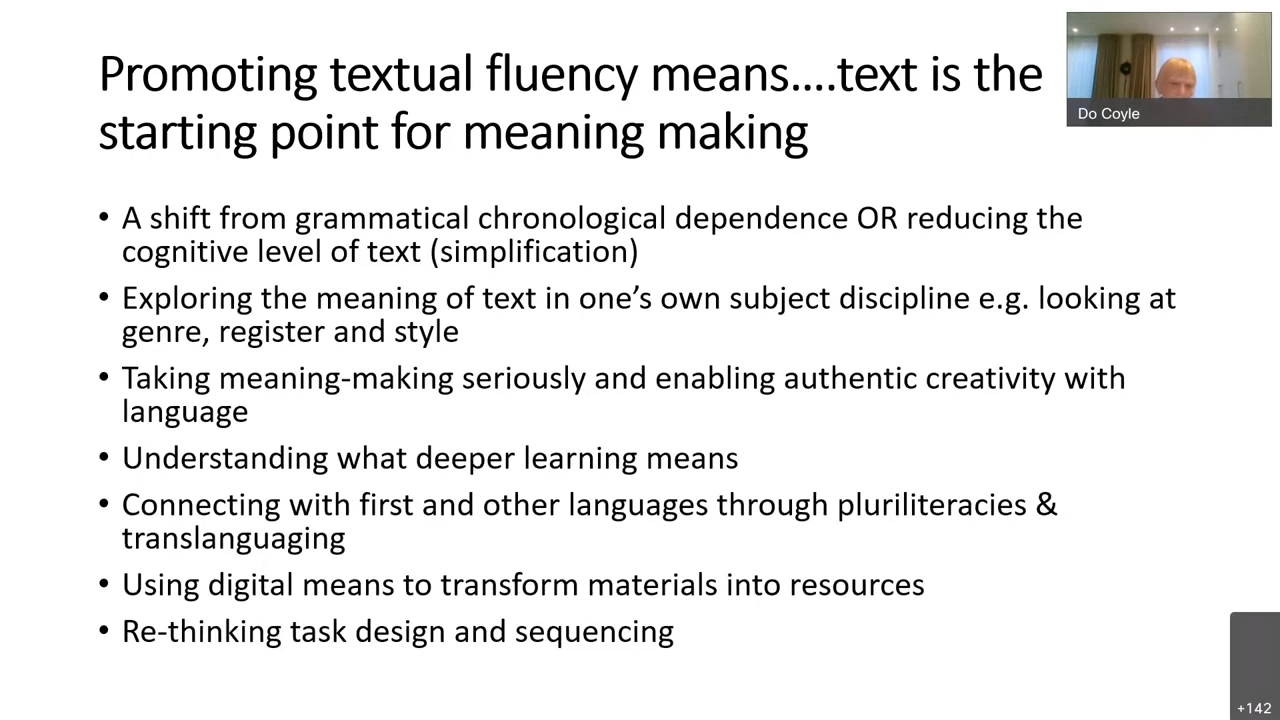 Promoting textual fluency means....text is the
starting point for meaning making
Do Coyle
• A shift from grammatical chronological dependence OR reducing the
cognitive level of text (simplification)
• Exploring the meaning of text in one’s own subject discipline e.g. looking at
genre, register and style
• Taking meaning-making seriously and enabling authentic creativity with
language
• Understanding what deeper learning means
• Connecting with first and other languages through pluriliteracies &
translanguaging
• Using digital means to transform materials into resources
• Re-thinking task design and sequencing
+142